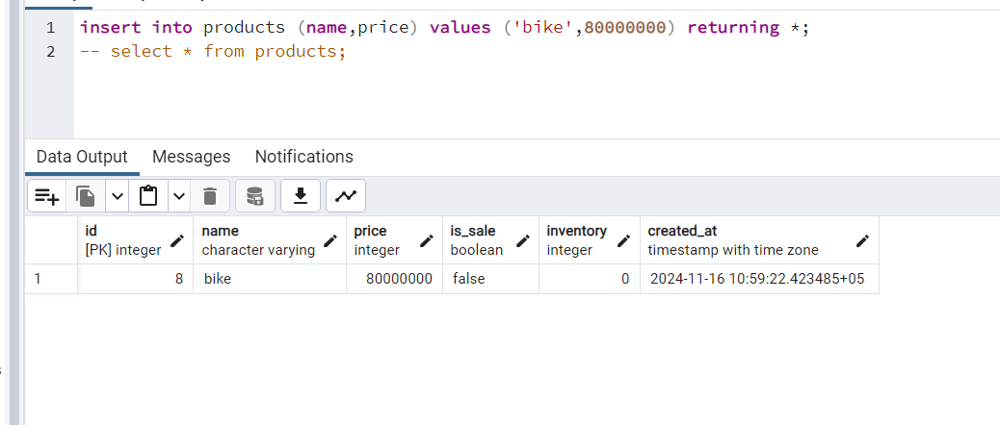 1 insert into products (name,price) values ('bike',80000000) returning *;
2 -- select * from products;
Data Output Messages Notifications
id name price is_sale inventory created_at
[PK] integer character varying integer boolean integer timestamp with time zone
1 8 bike 80000000 false 0 2024-11-16 10:59:22.423485+05